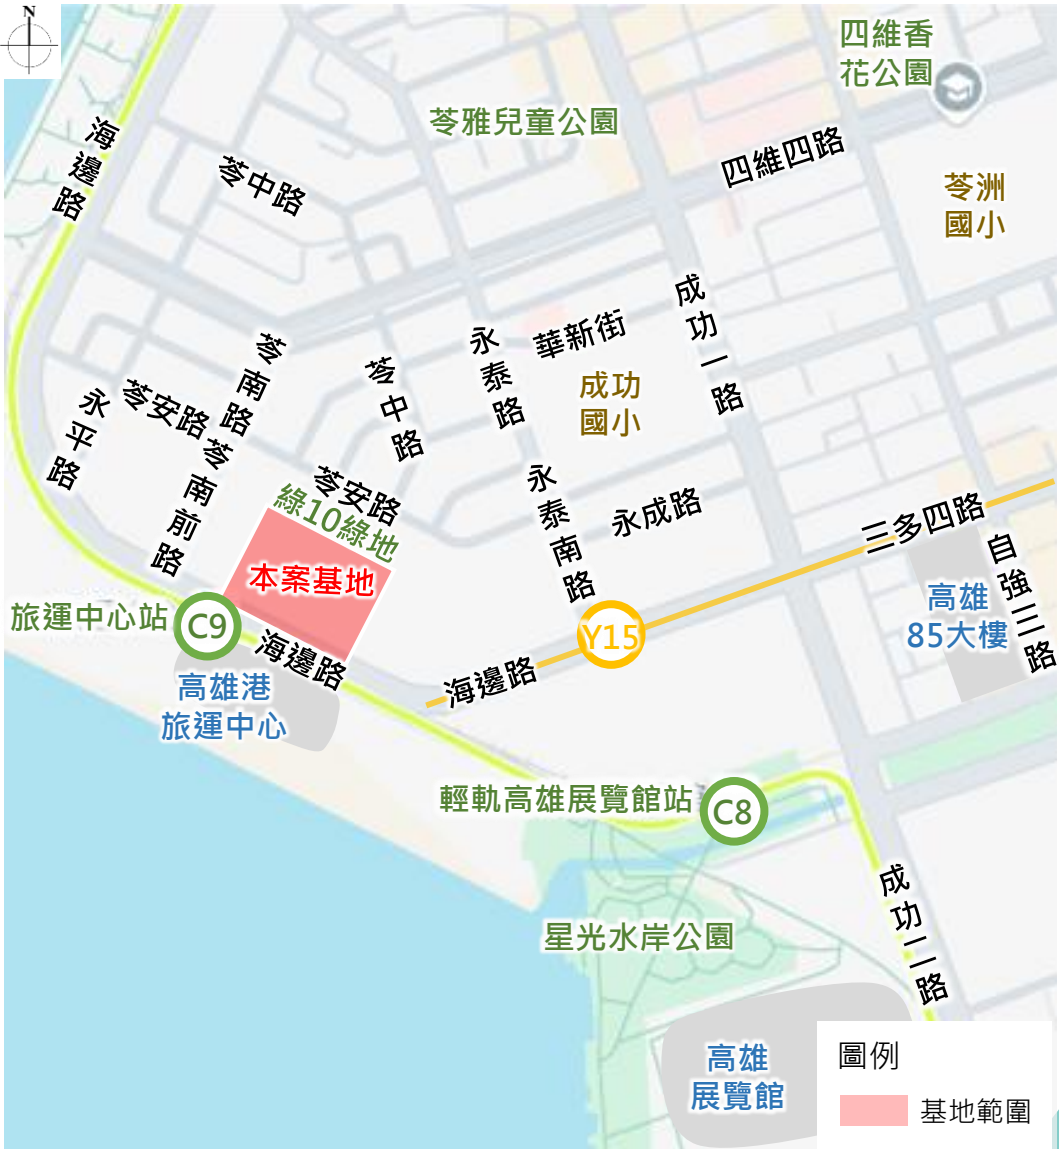 N
四維香
花公園
苓雅兒童公園
海邊路
四維四路
苓中路
苓洲
國小
成功一路
華新街
永泰路
苓南路
苓中路
成功
國小
苓安路
永平路
苓南前路
苓安路
綠10綠地
永泰南路
永成路
三多四路
自強三路
本案基地
高雄
85大樓
旅運中心站
C9
Y15
海邊路
海邊路
高雄港
旅運中心
輕軌高雄展覽館站
C8
成功二路
星光水岸公園
高雄
展覽館
圖例
基地範圍